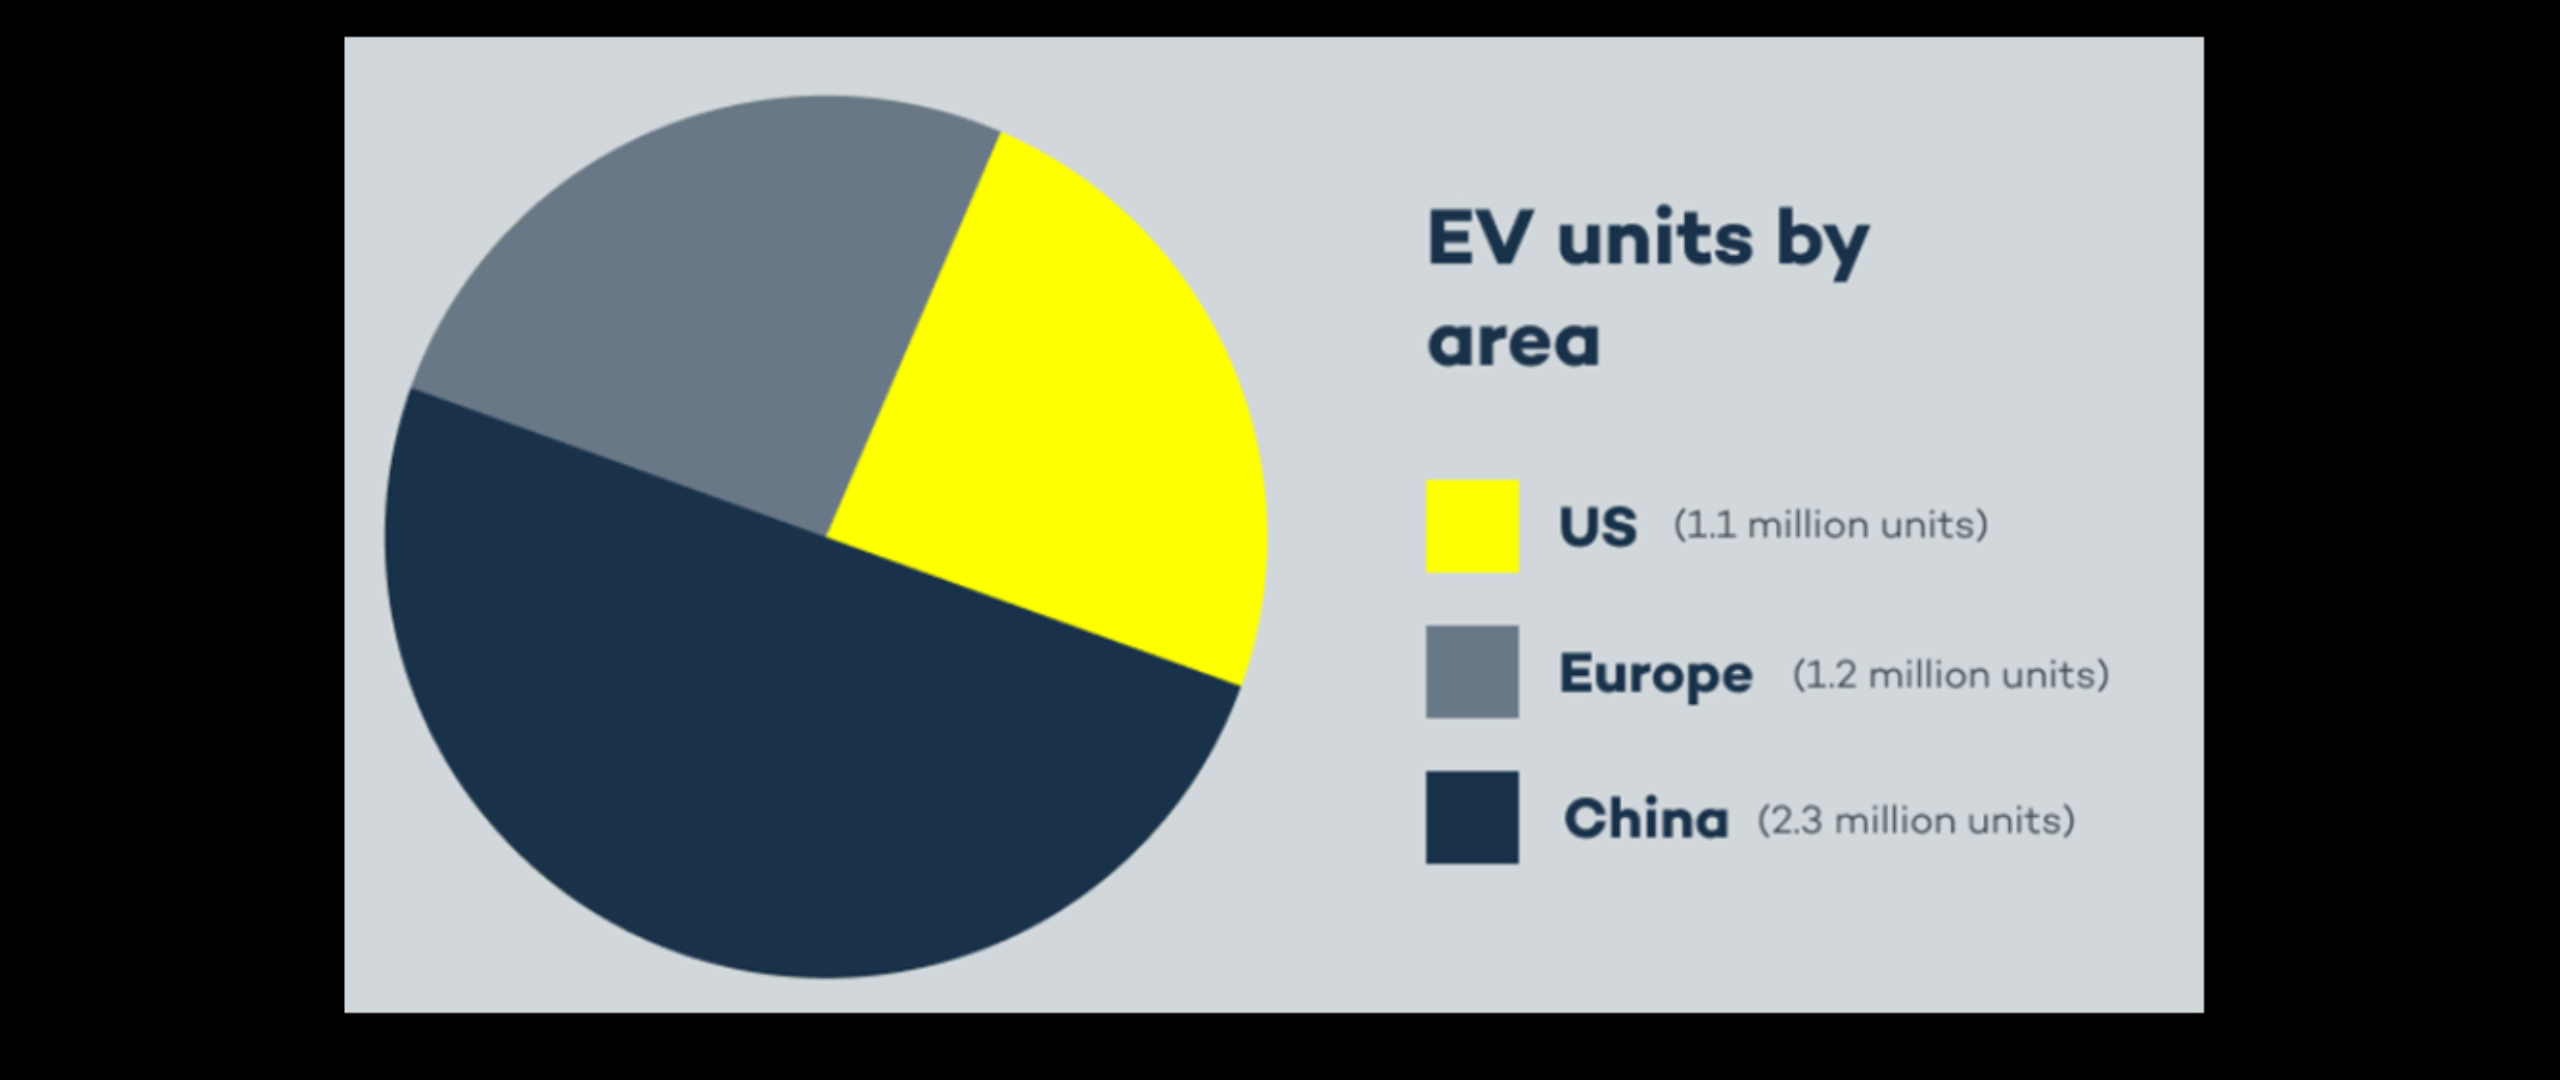 EV units by
area
US (1.1 million units)
Europe (1.2 million units)
China (2.3 million units)